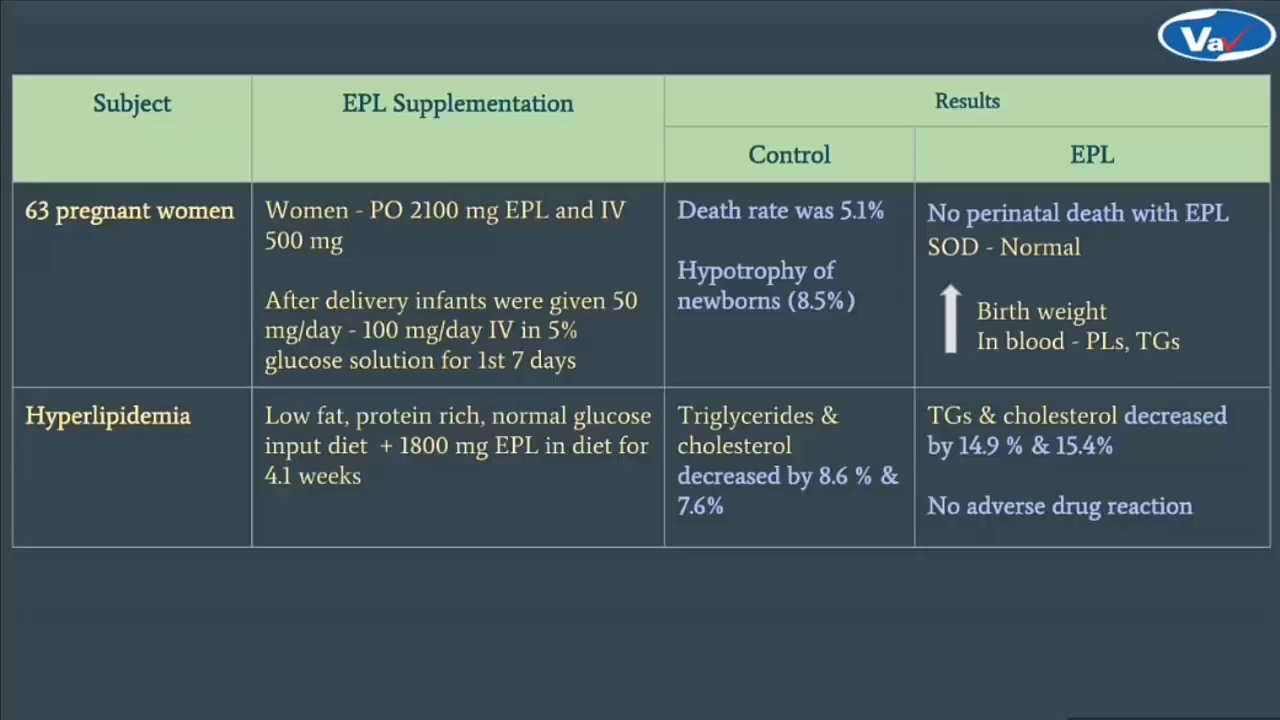 Vav
Subject
EPL Supplementation
Results
Control
EPL
63 pregnant women
Women - PO 2100 mg EPL and IV
500 mg
After delivery infants were given 50
mg/day - 100 mg/day IV in 5%
glucose solution for 1st 7 days
Death rate was 5.1%
Hypotrophy of
newborns (8.5%)
No perinatal death with EPL
SOD - Normal
Birth weight
In blood - PLs, TGs
Hyperlipidemia
Low fat, protein rich, normal glucose
input diet + 1800 mg EPL in diet for
4.1 weeks
Triglycerides &
cholesterol
decreased by 8.6 % &
7.6%
TGs & cholesterol decreased
by 14.9 % & 15.4%
No adverse drug reaction